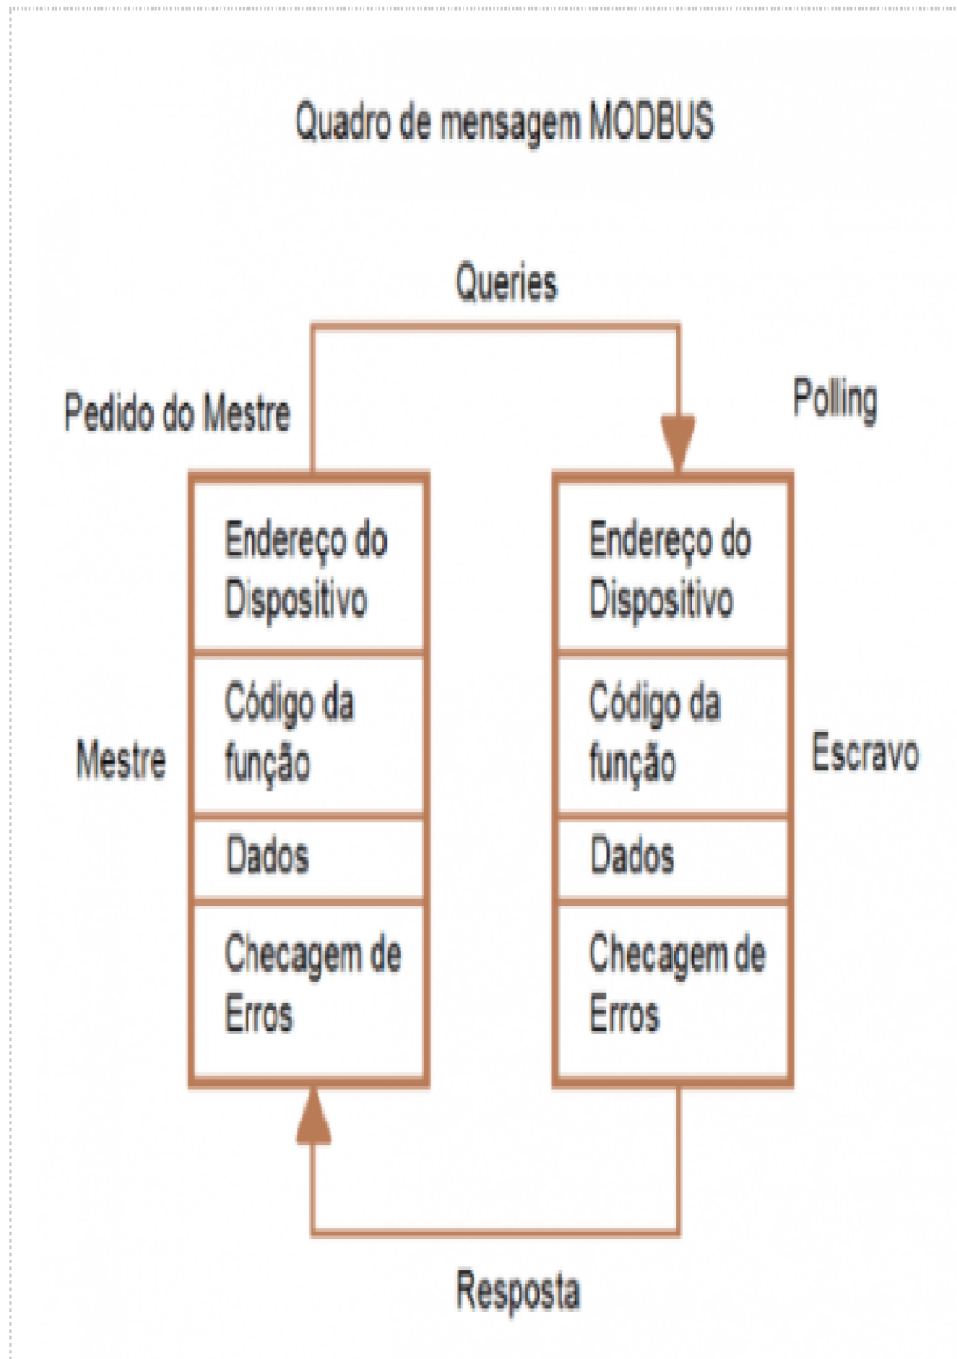 Quadro de mensagem MODBUS
Queries
Pedido do Mestre
Polling
Mestre
Endereço do
Dispositivo
Código da
função
Dados
Checagem de
Erros
Endereço do
Dispositivo
Código da
função
Dados
Checagem de
Erros
Escravo
Resposta